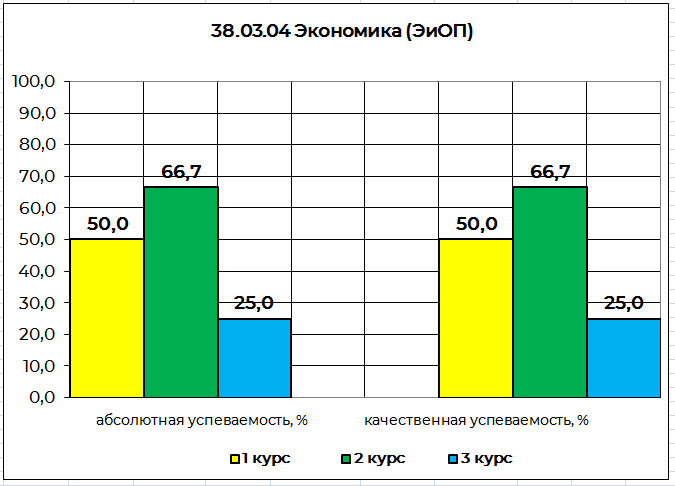 38.03.04 Экономика (ЭиОП)
100,0
90,0
80,0
70,0
60,0
50,0
40,0
30,0
20,0
10,0
0,0
50,0
66,7
25,0
50,0
66,7
25,0
абсолютная успеваемость, %
качественная успеваемость, %
1 курс
2 курс
3 курс